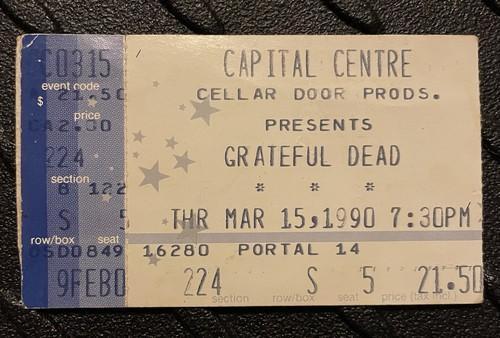 C0315 CAPITAL CENTRE
event code
$
A 21.50 CELLAR DOOR PRODS.
price
CA2.50 PRESENTS
224 GRATEFUL DEAD
section
B 122 * * *
S 5 THR MAR 15,1990 7:30PM
row/box seat
OSD0849 16280 PORTAL 14
9FEB0 224 S 5 21.50
section row/box seat price (tax incl.)